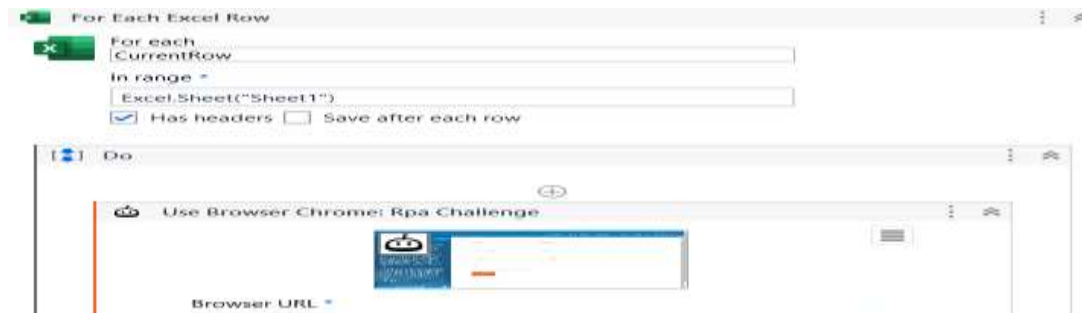 For Each Excel Row
For each
CurrentRow
In range *
Excel.Sheet("Sheet1")
Has headers Save after each row
Do
Use Browser Chrome: Rpa Challenge
Browser URL *